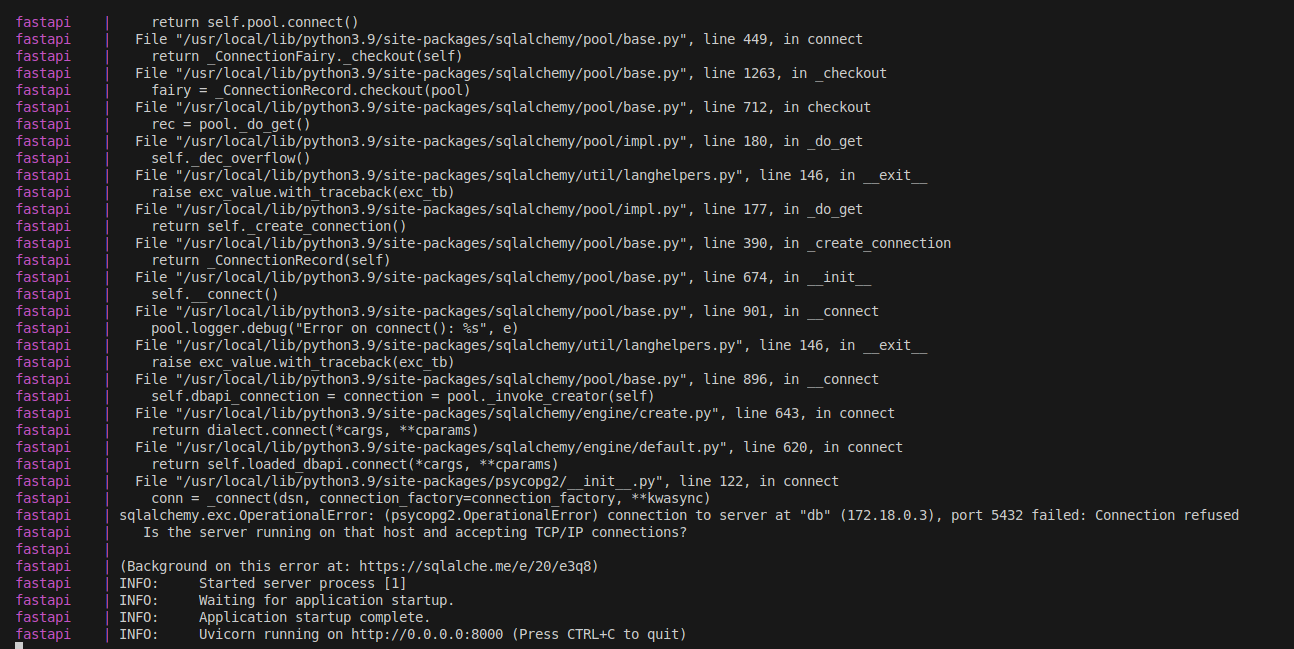 fastapi | return self.pool.connect()
fastapi | File "/usr/local/lib/python3.9/site-packages/sqlalchemy/pool/base.py", line 449, in connect
fastapi | return _ConnectionFairy._checkout(self)
fastapi | File "/usr/local/lib/python3.9/site-packages/sqlalchemy/pool/base.py", line 1263, in _checkout
fastapi | fairy = _ConnectionRecord.checkout(pool)
fastapi | File "/usr/local/lib/python3.9/site-packages/sqlalchemy/pool/base.py", line 712, in checkout
fastapi | rec = pool._do_get()
fastapi | File "/usr/local/lib/python3.9/site-packages/sqlalchemy/pool/impl.py", line 180, in _do_get
fastapi | self._dec_overflow()
fastapi | File "/usr/local/lib/python3.9/site-packages/sqlalchemy/util/langhelpers.py", line 146, in __exit__
fastapi | raise exc_value.with_traceback(exc_tb)
fastapi | File "/usr/local/lib/python3.9/site-packages/sqlalchemy/pool/impl.py", line 177, in _do_get
fastapi | return self._create_connection()
fastapi | File "/usr/local/lib/python3.9/site-packages/sqlalchemy/pool/base.py", line 390, in _create_connection
fastapi | return _ConnectionRecord(self)
fastapi | File "/usr/local/lib/python3.9/site-packages/sqlalchemy/pool/base.py", line 674, in __init__
fastapi | self.__connect()
fastapi | File "/usr/local/lib/python3.9/site-packages/sqlalchemy/pool/base.py", line 901, in __connect
fastapi | pool.logger.debug("Error on connect(): %s", e)
fastapi | File "/usr/local/lib/python3.9/site-packages/sqlalchemy/util/langhelpers.py", line 146, in __exit__
fastapi | raise exc_value.with_traceback(exc_tb)
fastapi | File "/usr/local/lib/python3.9/site-packages/sqlalchemy/pool/base.py", line 896, in __connect
fastapi | self.dbapi_connection = connection = pool._invoke_creator(self)
fastapi | File "/usr/local/lib/python3.9/site-packages/sqlalchemy/engine/create.py", line 643, in connect
fastapi | return dialect.connect(*cargs, **cparams)
fastapi | File "/usr/local/lib/python3.9/site-packages/sqlalchemy/engine/default.py", line 620, in connect
fastapi | return self.loaded_dbapi.connect(*cargs, **cparams)
fastapi | File "/usr/local/lib/python3.9/site-packages/psycopg2/__init__.py", line 122, in connect
fastapi | conn = _connect(dsn, connection_factory=connection_factory, **kwasync)
fastapi | sqlalchemy.exc.OperationalError: (psycopg2.OperationalError) connection to server at "db" (172.18.0.3), port 5432 failed: Connection refused
fastapi | Is the server running on that host and accepting TCP/IP connections?
fastapi |
fastapi | (Background on this error at: https://sqlalche.me/e/20/e3q8)
fastapi | INFO: Started server process [1]
fastapi | INFO: Waiting for application startup.
fastapi | INFO: Application startup complete.
fastapi | INFO: Uvicorn running on http://0.0.0.0:8000 (Press CTRL+C to quit)